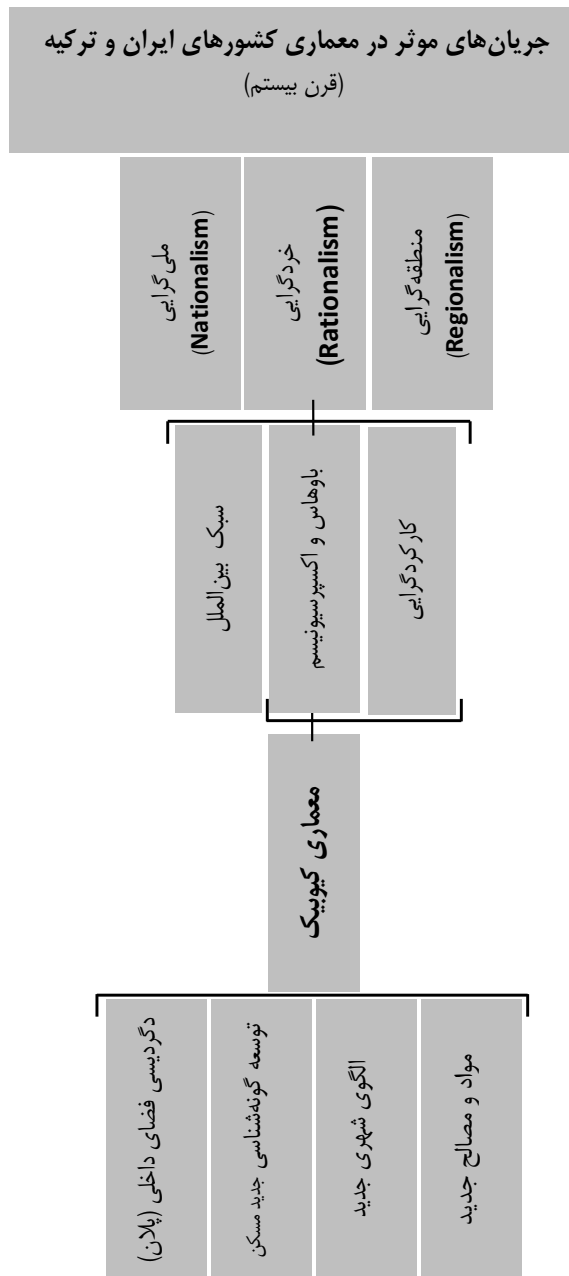 جریان‌های موثر در معماری کشورهای ایران و ترکیه
(قرن بیستم)
منطقه‌گرایی
(Regionalism)
خردگرایی
(Rationalism)
ملی‌گرایی
(Nationalism)
کارکردگرایی
باوهاس و اکسپرسیونیسم
سبک بین‌الملل
معماری کیوبیک
مواد و مصالح جدید
الگوی شهری جدید
توسعه گونه‌شناسی جدید مسکن
دگردیسی فضای داخلی (پلان)